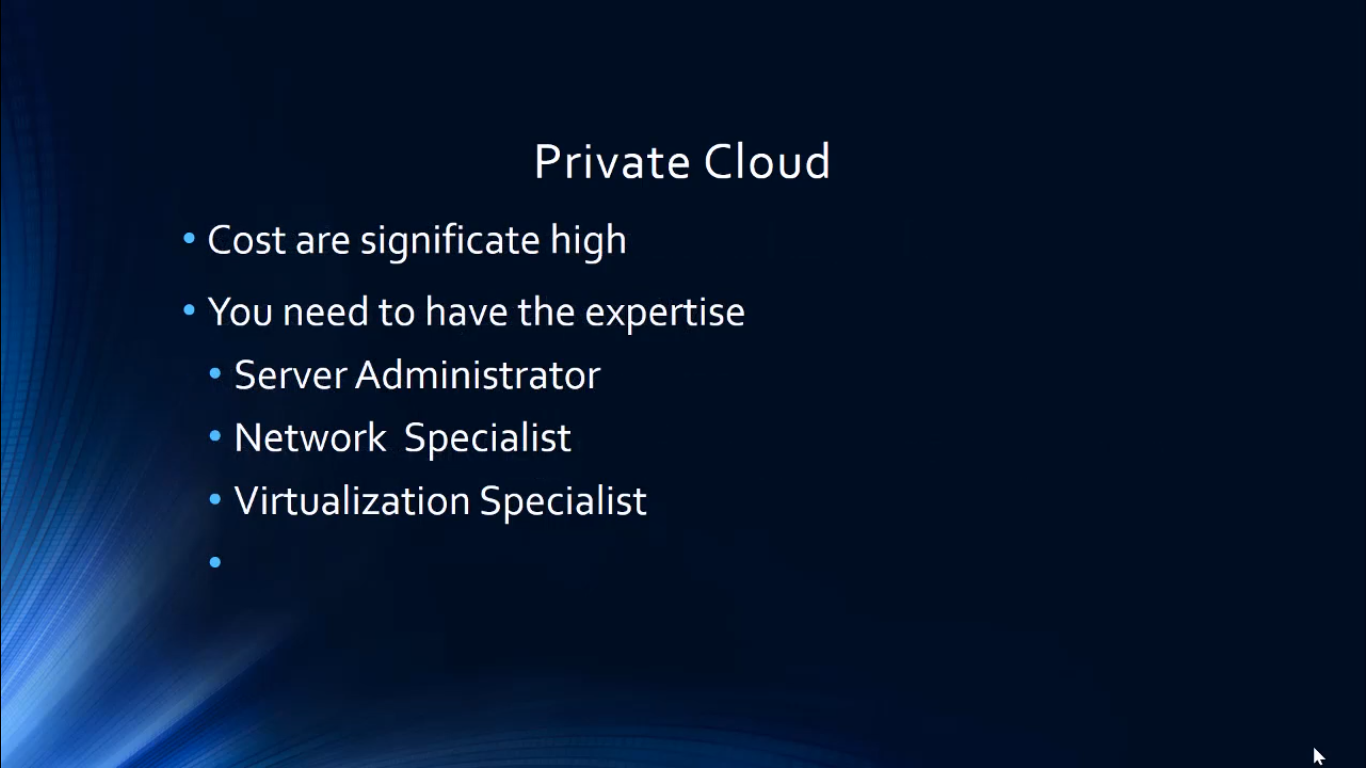 Private Cloud
• Cost are significate high
• You need to have the expertise
• Server Administrator
• Network  Specialist
• Virtualization Specialist
•